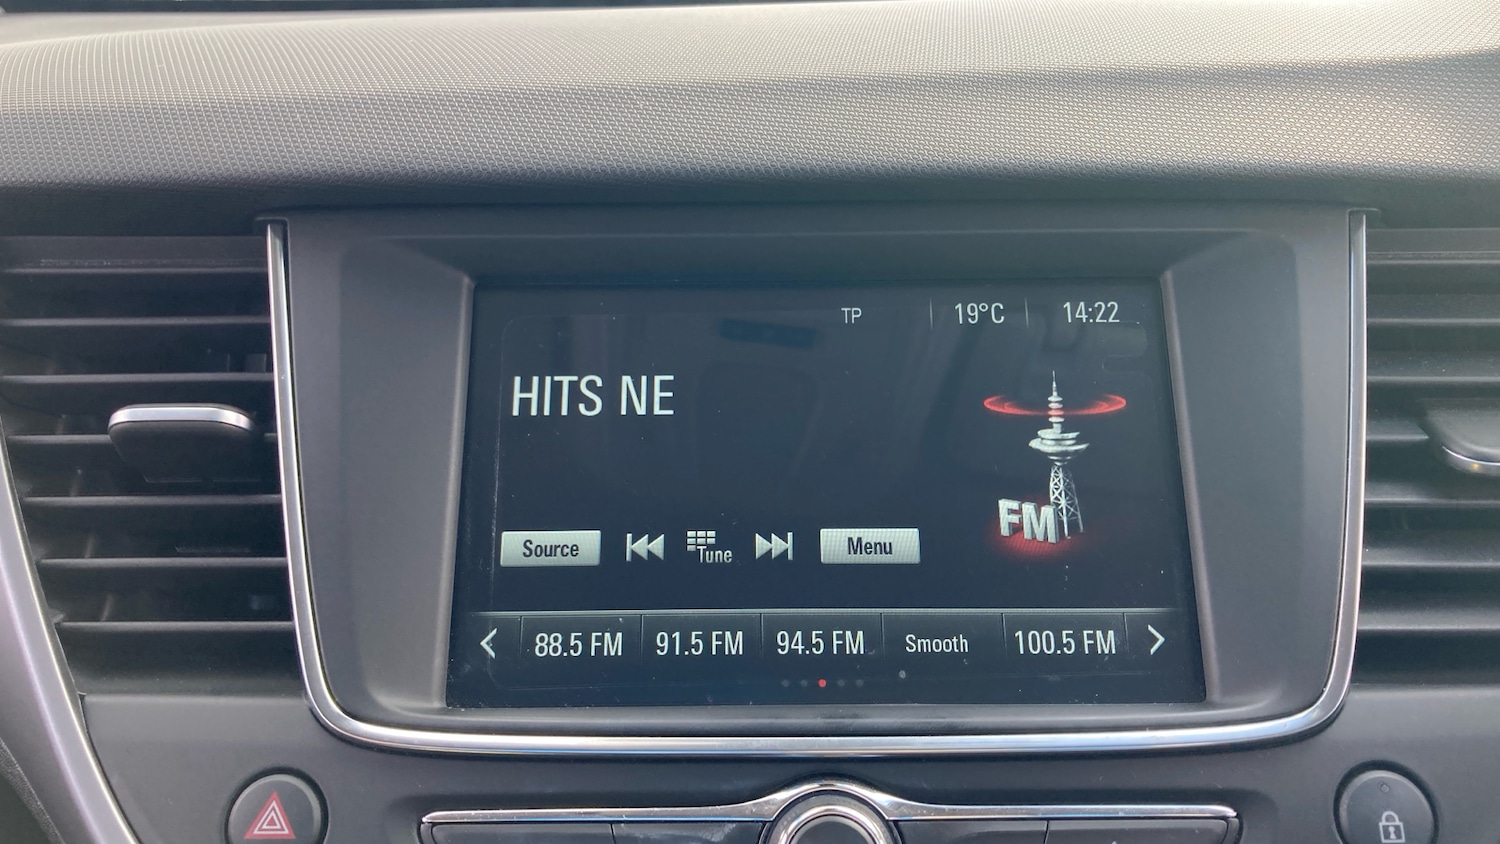 TP 19°C 14:22
HITS NE
FM
Source Tune Menu
88.5 FM 91.5 FM 94.5 FM Smooth 100.5 FM